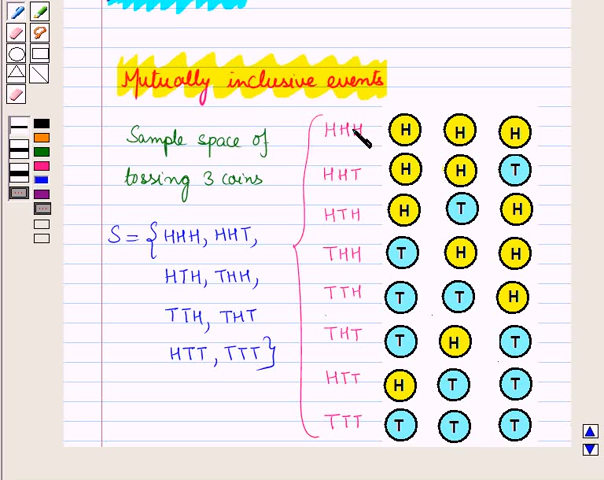 Mutually inclusive events
Sample space of
tossing 3 coins
S = { HHH, HHT,
HTH, THH,
TTH, THT
HTT, TTT }
HHH H H H
HHT H H T
HTH H T H
THH T H H
TTH T T H
THT T H T
HTT H T T
TTT T T T